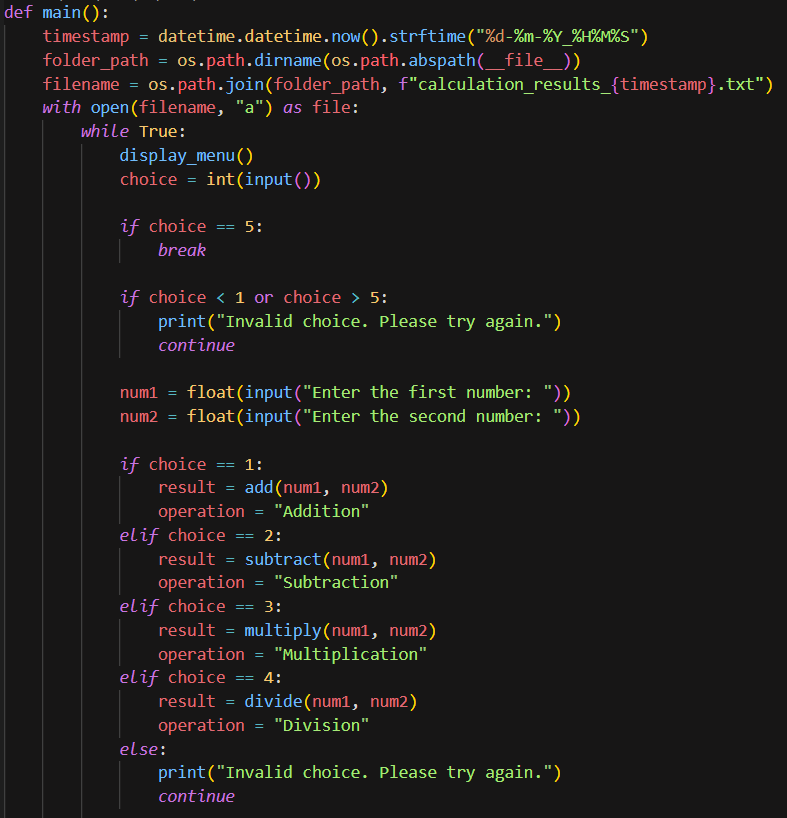 def main():
    timestamp = datetime.datetime.now().strftime("%d-%m-%Y_%H%M%S")
    folder_path = os.path.dirname(os.path.abspath(__file__))
    filename = os.path.join(folder_path, f"calculation_results_{timestamp}.txt")
    with open(filename, "a") as file:
        while True:
            display_menu()
            choice = int(input())

            if choice == 5:
                break

            if choice < 1 or choice > 5:
                print("Invalid choice. Please try again.")
                continue

            num1 = float(input("Enter the first number: "))
            num2 = float(input("Enter the second number: "))

            if choice == 1:
                result = add(num1, num2)
                operation = "Addition"
            elif choice == 2:
                result = subtract(num1, num2)
                operation = "Subtraction"
            elif choice == 3:
                result = multiply(num1, num2)
                operation = "Multiplication"
            elif choice == 4:
                result = divide(num1, num2)
                operation = "Division"
            else:
                print("Invalid choice. Please try again.")
                continue